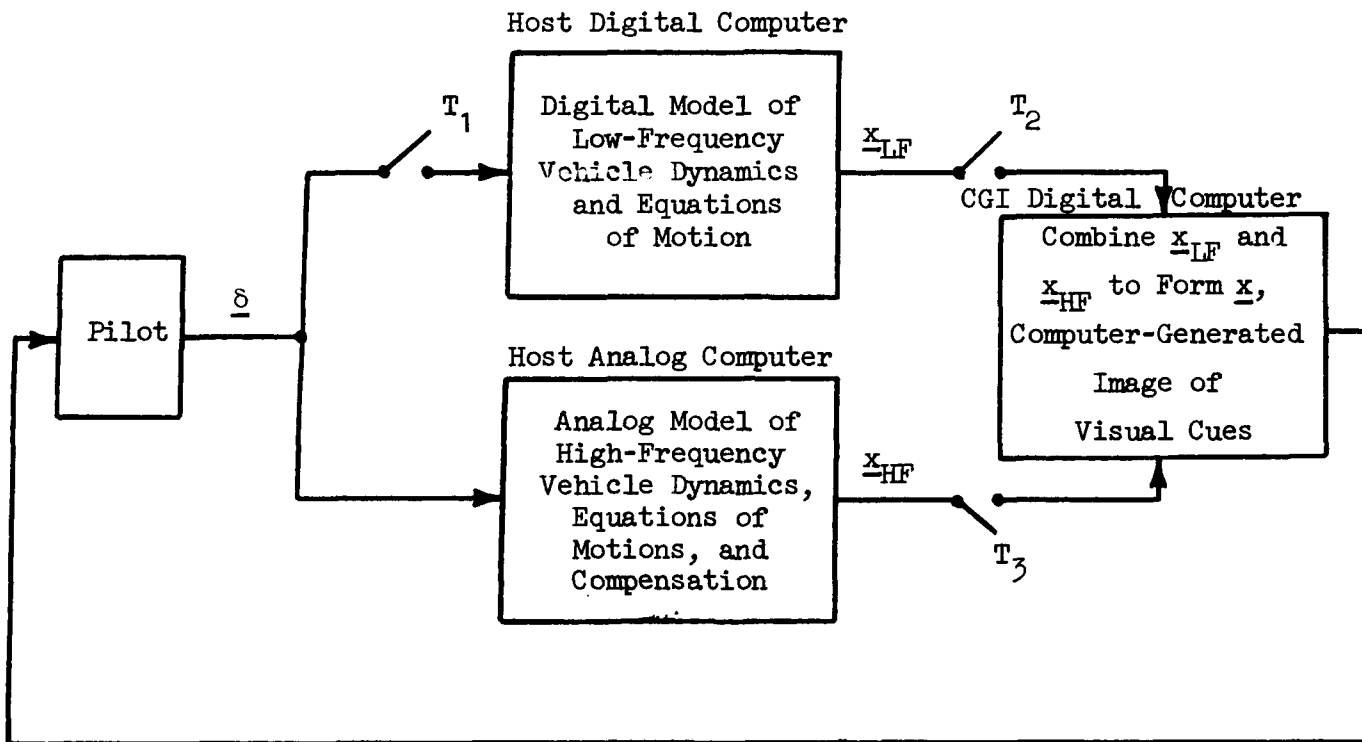 Host Digital Computer
T1
Digital Model of
Low-Frequency
Vehicle Dynamics
and Equations
of Motion
x_LF
T2
CGI Digital Computer
Combine x_LF and
x_HF to Form x,
Computer-Generated
Image of
Visual Cues
Pilot
δ
Host Analog Computer
Analog Model of
High-Frequency
Vehicle Dynamics,
Equations of
Motions, and
Compensation
x_HF
T3